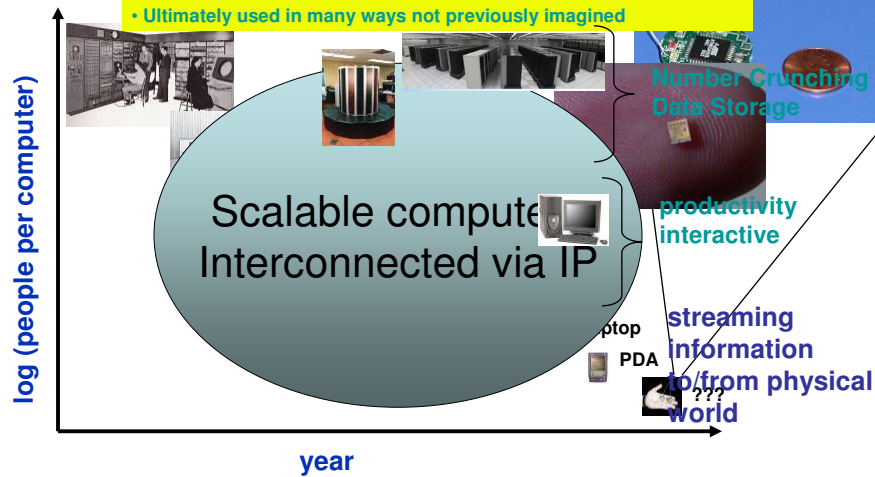 • Ultimately used in many ways not previously imagined
log (people per computer)
Number Crunching
Data Storage
Scalable compute
Interconnected via IP
productivity
interactive
ptop
PDA
???
streaming
information
to/from physical
world
year